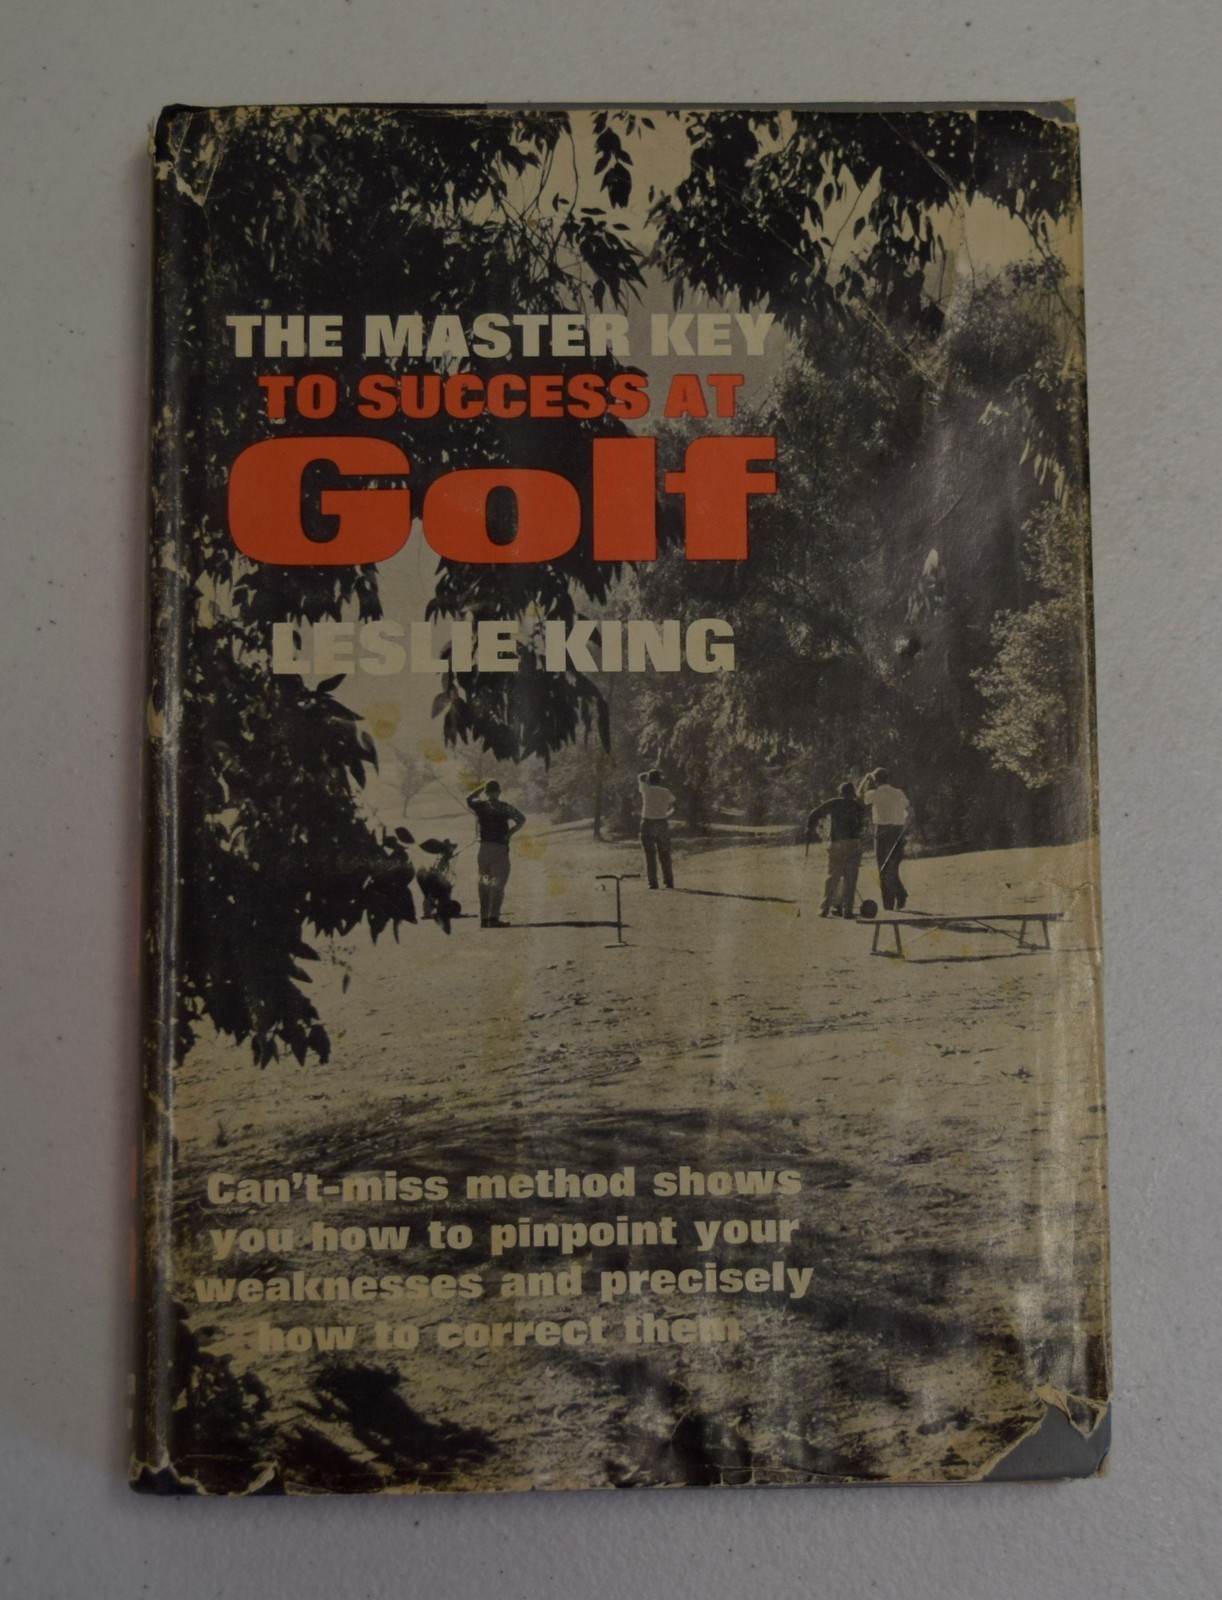 THE MASTER KEY
TO SUCCESS AT
Golf
LESLIE KING
Can't-miss method shows
you how to pinpoint your
weaknesses and precisely
how to correct them